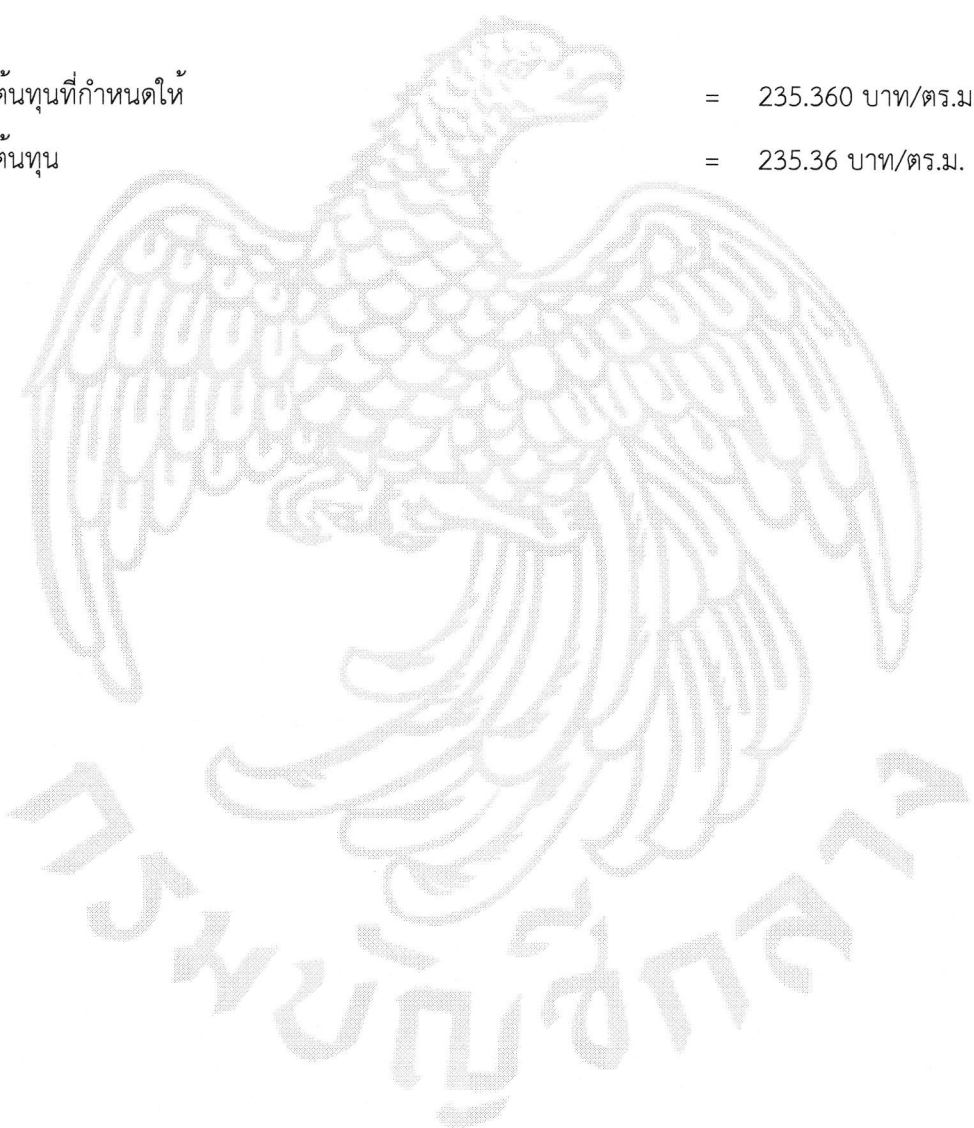 ต้นทุนที่กำหนดให้ = 235.360 บาท/ตร.ม
ต้นทุน = 235.36 บาท/ตร.ม.
กรมบัญชีกลาง